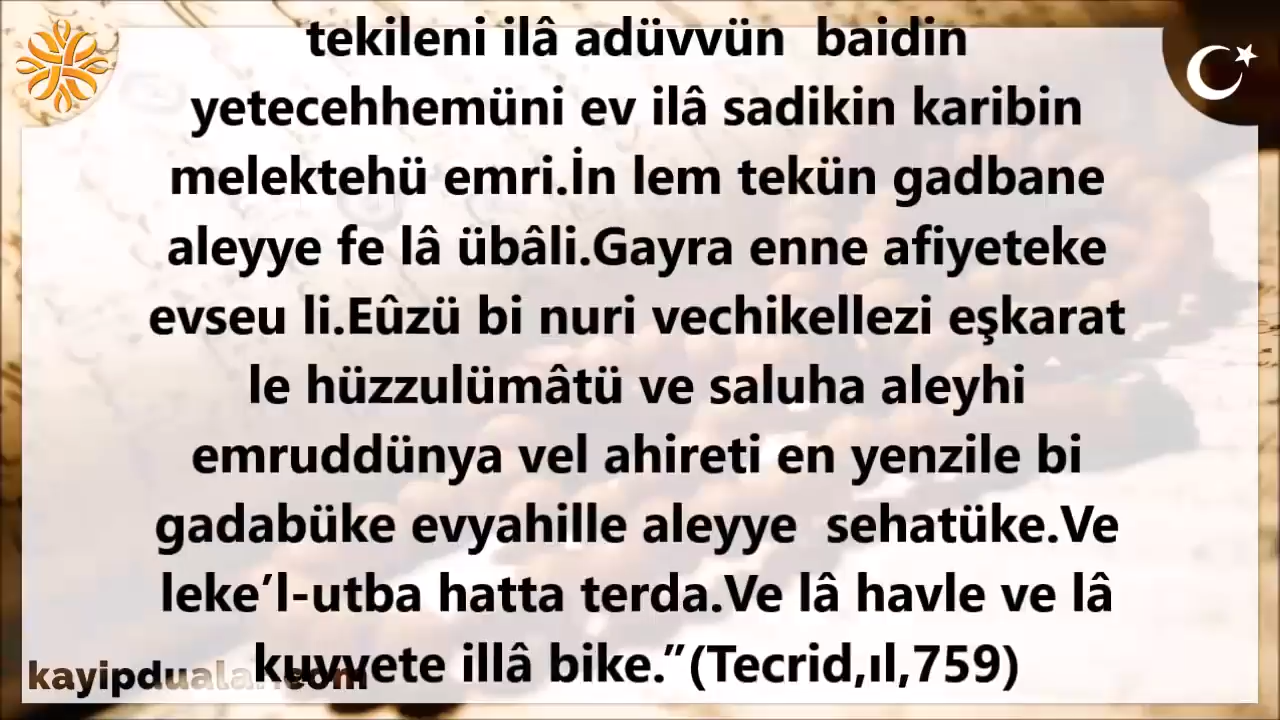 tekileni ilâ adüvvün baidin
yetecehhemüni ev ilâ sadikin karibin
melektehü emri.İn lem tekün gadbane
aleyye fe lâ übâli.Gayra enne afiyeteke
evseu li.Eûzü bi nuri vechikellezi eşkarat
le hüzzulümâtü ve saluha aleyhi
emruddünya vel ahireti en yenzile bi
gadabüke evyahille aleyye sehatüke.Ve
leke’l-utba hatta terda.Ve lâ havle ve lâ
kuvvete illâ bike.”(Tecrid,ıl,759)
kayipdualar.com